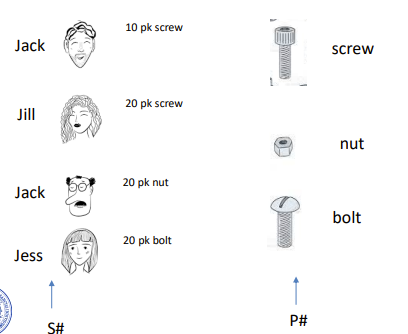 Jack 10 pk screw
screw
Jill 20 pk screw
nut
Jack 20 pk nut
bolt
Jess 20 pk bolt
S#
P#